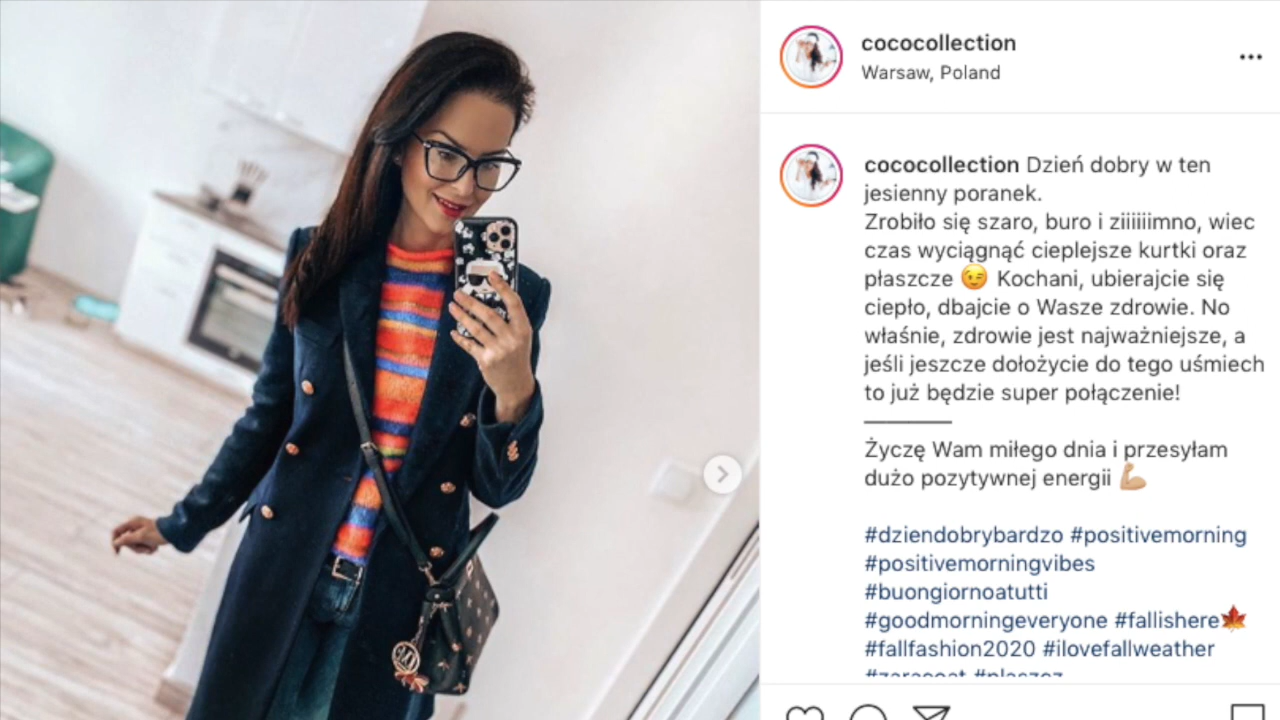 cococollection
Warsaw, Poland
cococollection Dzień dobry w ten
jesienny poranek.
Zrobiło się szaro, buro i ziiiiiimno, wiec
czas wyciągnąć cieplejsze kurtki oraz
płaszcze 😉 Kochani, ubierajcie się
ciepło, dbajcie o Wasze zdrowie. No
właśnie, zdrowie jest najważniejsze, a
jeśli jeszcze dołożycie do tego uśmiech
to już będzie super połączenie!
Życzę Wam miłego dnia i przesyłam
dużo pozytywnej energii 💪🏼
#dziendobrybardzo #positivemorning
#positivemorningvibes
#buongiornoatutti
#goodmorningeveryone #fallishere🍁
#fallfashion2020 #ilovefallweather
#zaracoat #plaszcz